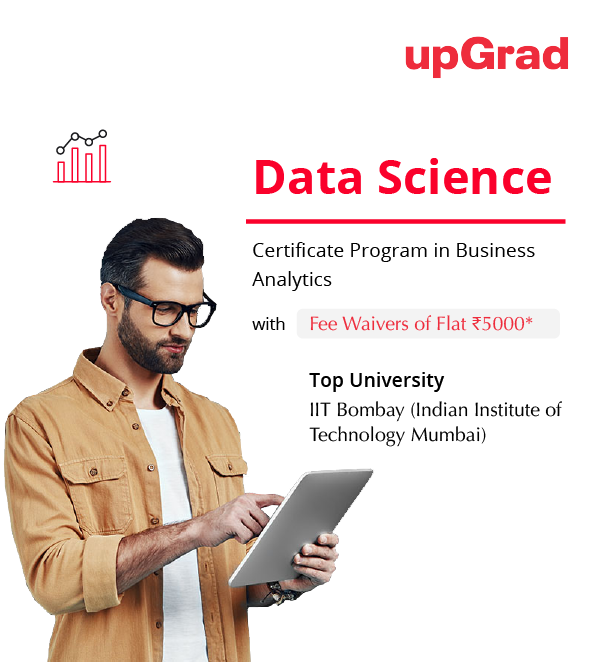 upGrad
Data Science
Certificate Program in Business
Analytics
with Fee Waivers of Flat ₹5000*
Top University
IIT Bombay (Indian Institute of
Technology Mumbai)